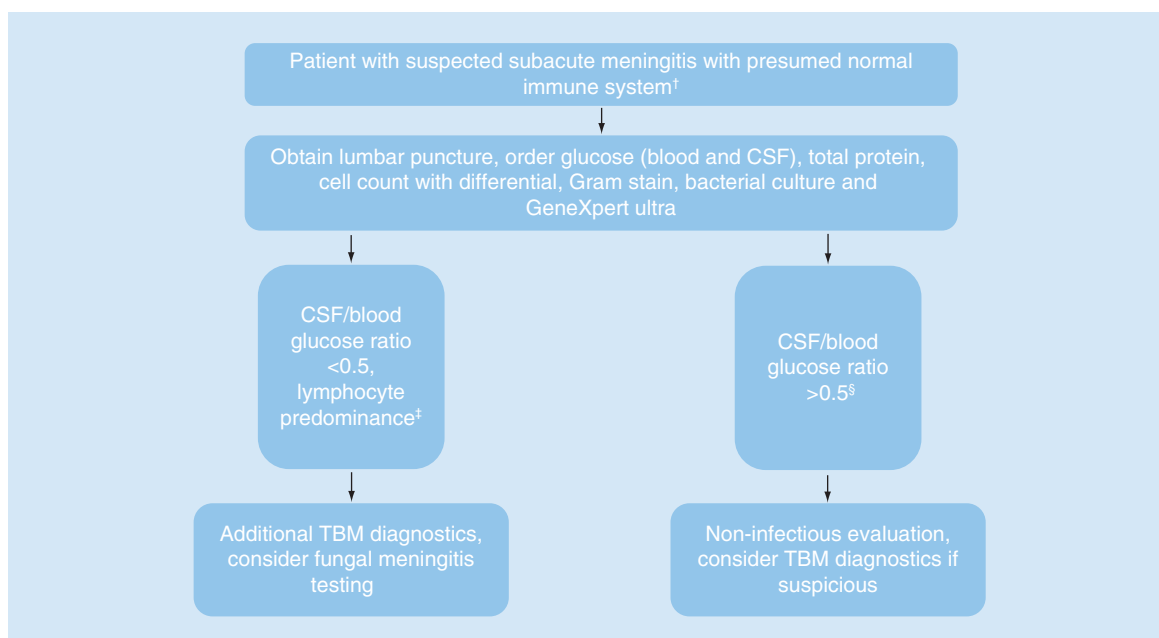 Patient with suspected subacute meningitis with presumed normal
immune system†
Obtain lumbar puncture, order glucose (blood and CSF), total protein,
cell count with differential, Gram stain, bacterial culture and
GeneXpert ultra
CSF/blood
glucose ratio
<0.5,
lymphocyte
predominance‡
CSF/blood
glucose ratio
>0.5§
Additional TBM diagnostics,
consider fungal meningitis
testing
Non-infectious evaluation,
consider TBM diagnostics if
suspicious